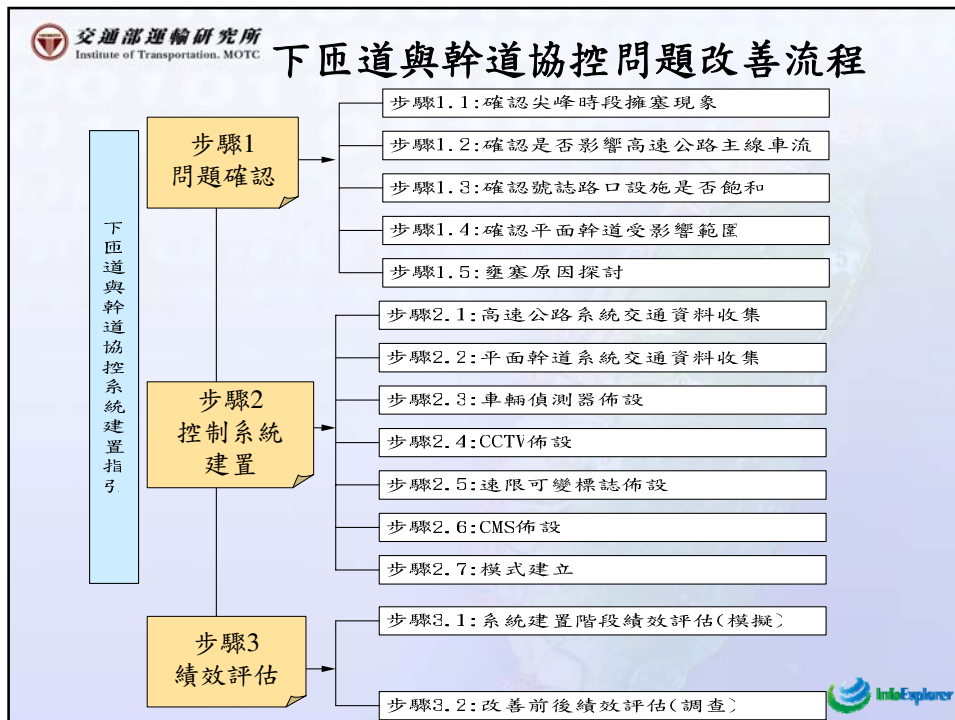 交通部運輸研究所
Institute of Transportation. MOTC
下匝道與幹道協控問題改善流程
下匝道與幹道協控系統建置指引
步驟1
問題確認
步驟1.1:確認尖峰時段擁塞現象
步驟1.2:確認是否影響高速公路主線車流
步驟1.3:確認號誌路口設施是否飽和
步驟1.4:確認平面幹道受影響範圍
步驟1.5:壅塞原因探討
步驟2
控制系統
建置
步驟2.1:高速公路系統交通資料收集
步驟2.2:平面幹道系統交通資料收集
步驟2.3:車輛偵測器佈設
步驟2.4:CCTV佈設
步驟2.5:速限可變標誌佈設
步驟2.6:CMS佈設
步驟2.7:模式建立
步驟3
績效評估
步驟3.1:系統建置階段績效評估(模擬)
步驟3.2:改善前後績效評估(調查)
InfoExplorer